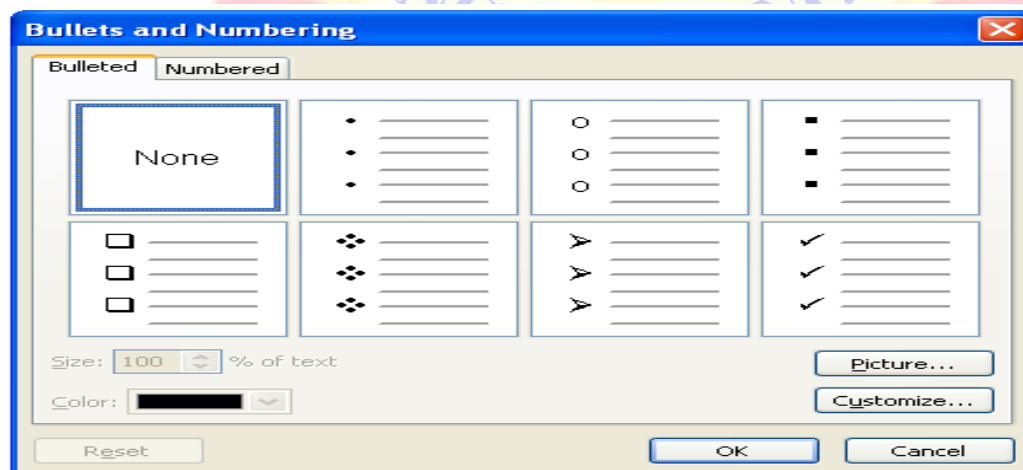 Bullets and Numbering
Bulleted Numbered
None
Size: 100 % of text
Picture...
Color:
Customize...
Reset OK Cancel